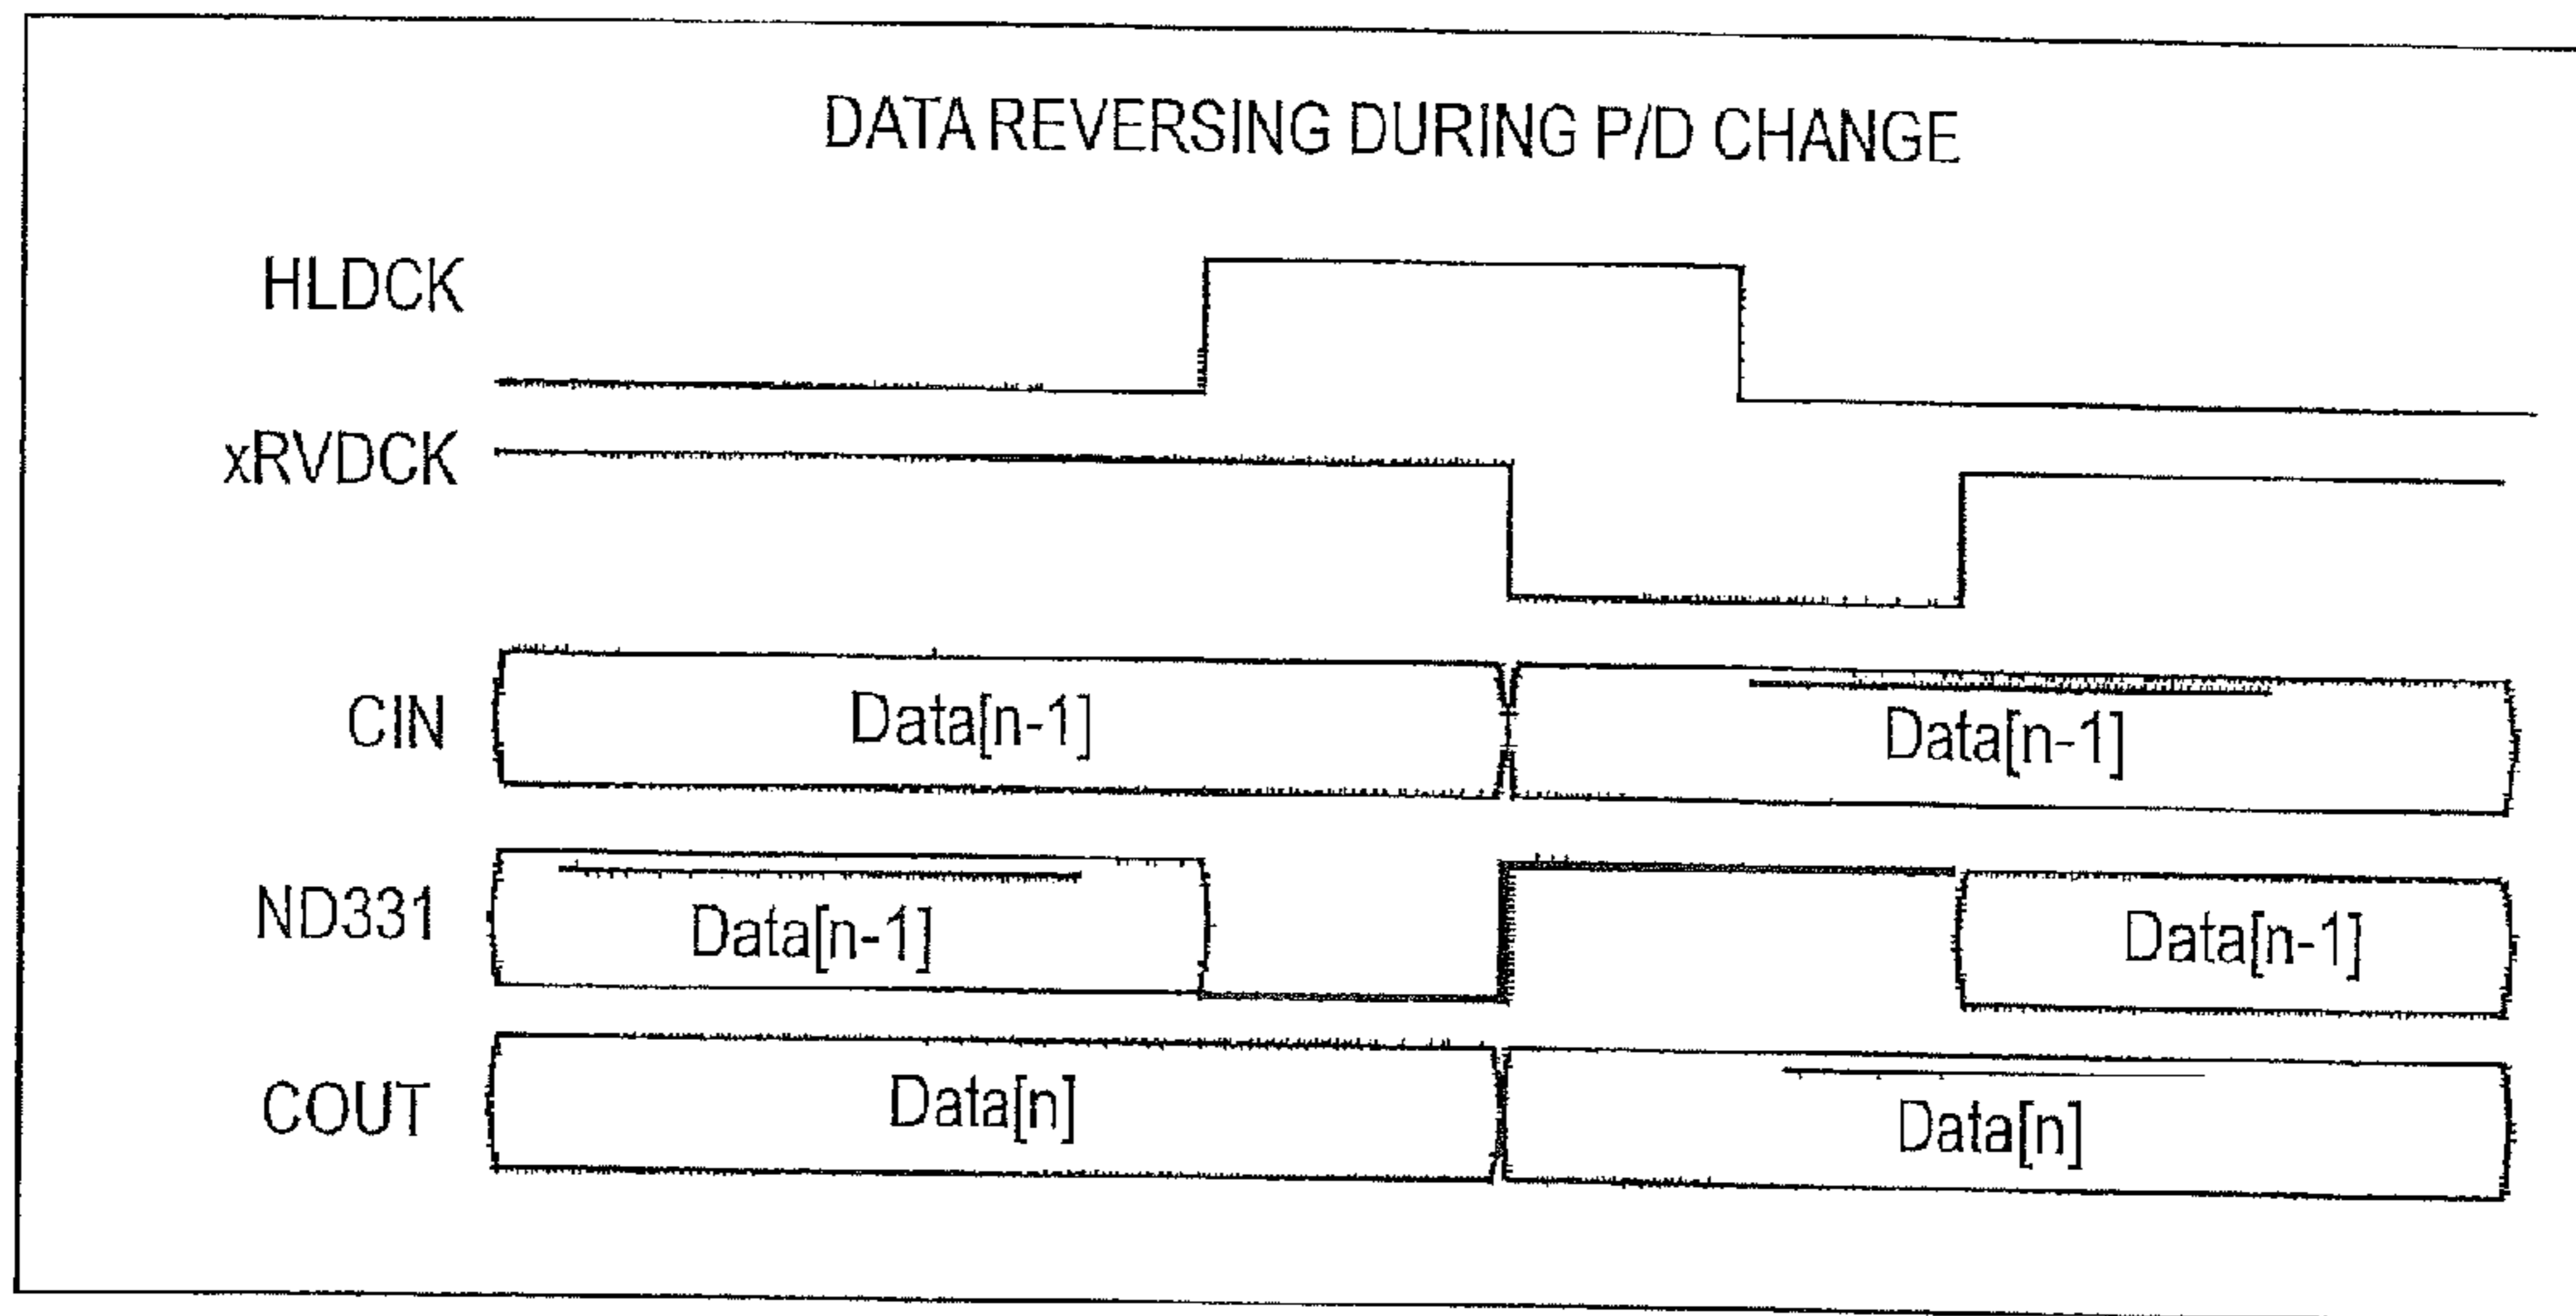 DATA REVERSING DURING P/D CHANGE
HLDCK
xRVDCK
CIN Data[n-1] Data[n-1]
ND331 Data[n-1] Data[n-1]
COUT Data[n] Data[n]